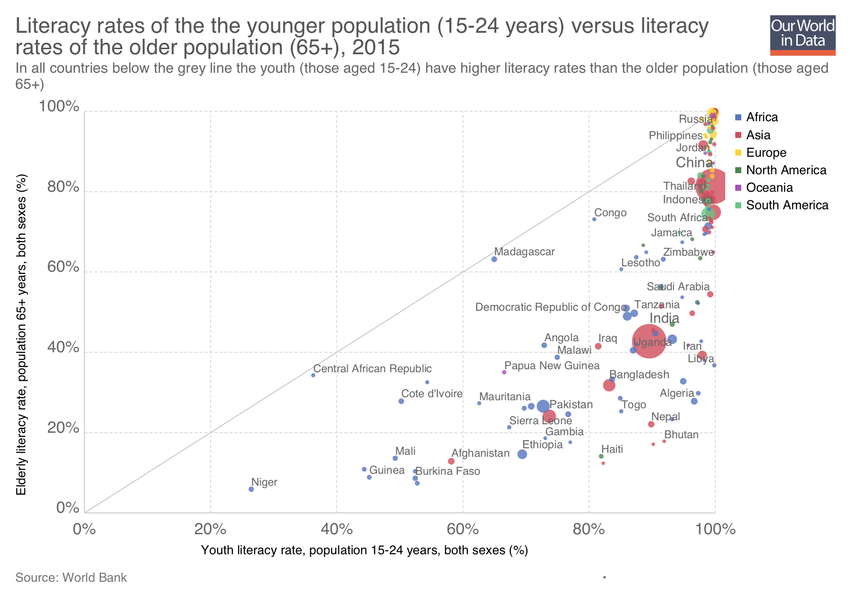 Literacy rates of the the younger population (15-24 years) versus literacy
rates of the older population (65+), 2015
Our World
in Data
In all countries below the grey line the youth (those aged 15-24) have higher literacy rates than the older population (those aged
65+)
100%
80%
60%
40%
20%
0%
Elderly literacy rate, population 65+ years, both sexes (%)
Russia
Philippines
Jordan
China
Thailand
Indonesia
Congo
South Africa
Jamaica
Madagascar
Zimbabwe
Lesotho
Saudi Arabia
Democratic Republic of Congo
Tanzania
India
Angola
Iraq
Uganda
Iran
Malawi
Libya
Central African Republic
Papua New Guinea
Bangladesh
Cote d'Ivoire
Mauritania
Algeria
Pakistan
Togo
Sierra Leone
Nepal
Gambia
Bhutan
Ethiopia
Mali
Afghanistan
Haiti
Guinea
Burkina Faso
Niger
0%
20%
40%
60%
80%
100%
Youth literacy rate, population 15-24 years, both sexes (%)
Africa
Asia
Europe
North America
Oceania
South America
Source: World Bank